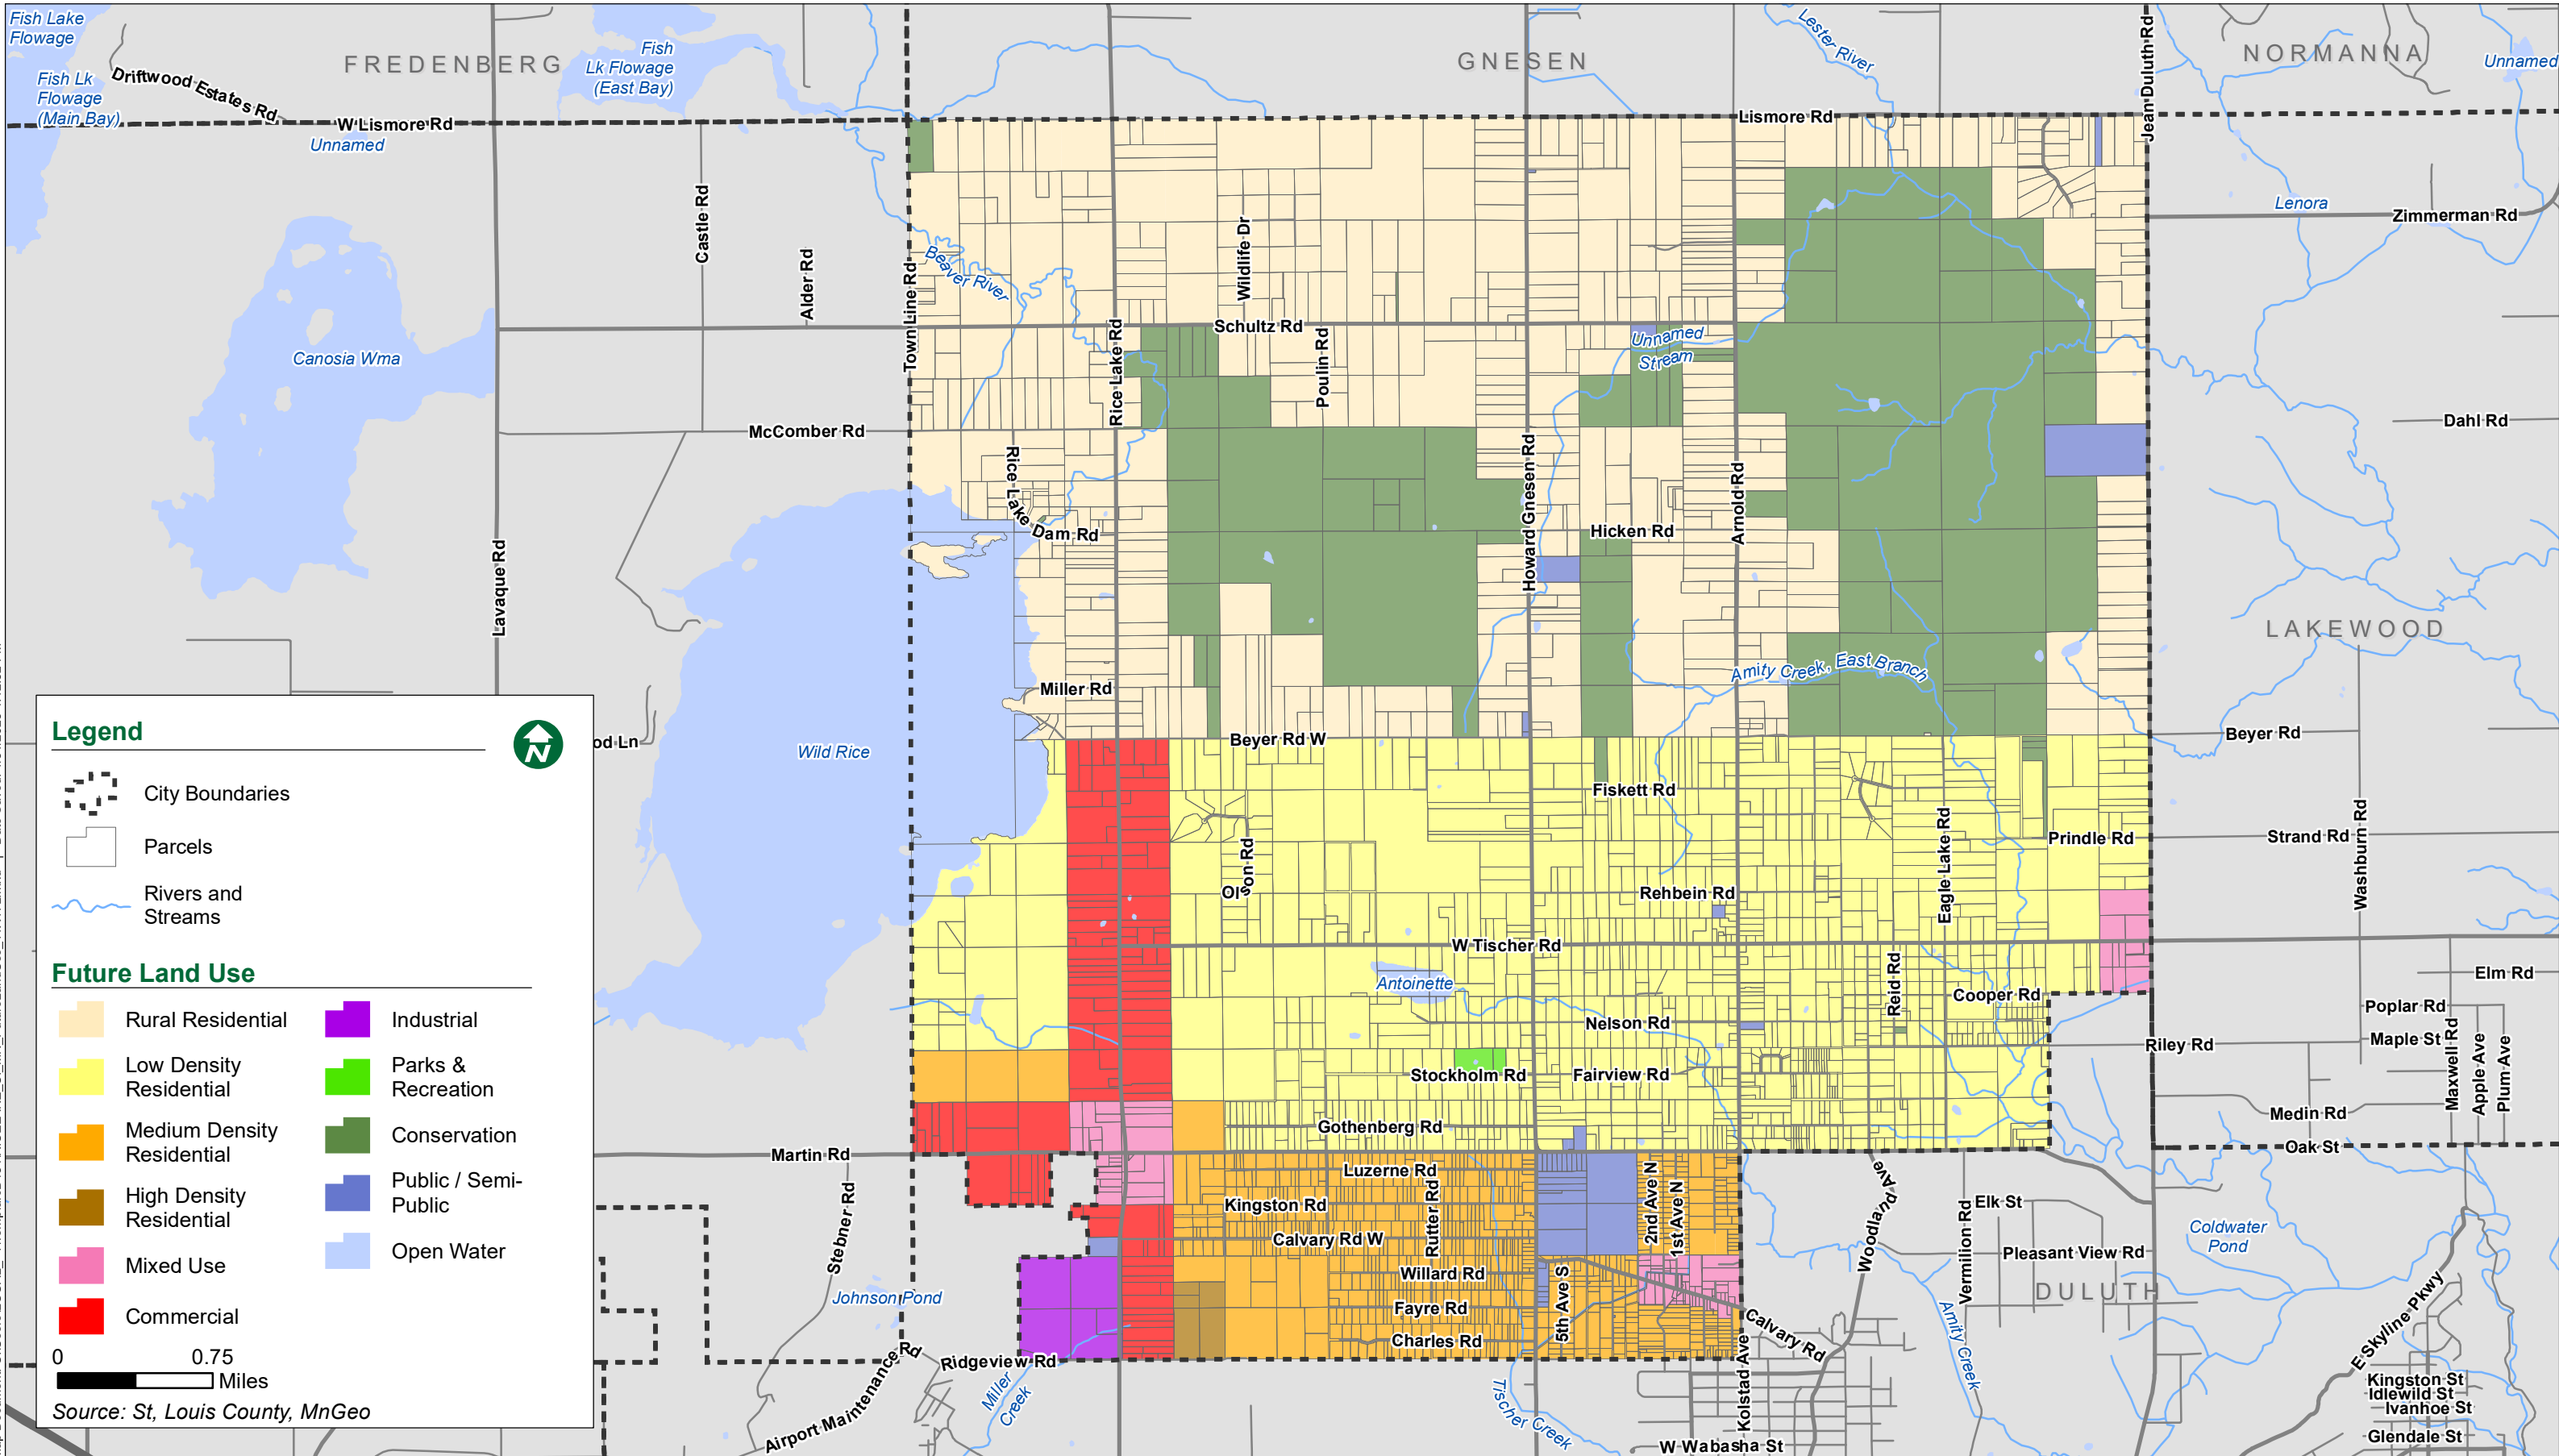 Fish Lake
Flowage
Fish Lk
Flowage
(Main Bay)
Driftwood Estates Rd
FREDENBERG
Fish
Lk Flowage
(East Bay)
GNESEN
Lester River
Jean Duluth Rd
NORMANNA
Unnamed
W Lismore Rd
Unnamed
Lismore Rd
Castle Rd
Alder Rd
Town Line Rd
Beaver River
Wildlife Dr
Lenora
Zimmerman Rd
Canosia Wma
Schultz Rd
Rice Lake Rd
Poulin Rd
Unnamed
Stream
McComber Rd
Dahl Rd
Rice Lake Dam Rd
Howard Gnesen Rd
Arnold Rd
Hicken Rd
Lavaque Rd
LAKEWOOD
Miller Rd
Amity Creek, East Branch
od Ln
Wild Rice
Beyer Rd W
Beyer Rd
Fiskett Rd
Olson Rd
Eagle Lake Rd
Prindle Rd
Strand Rd
Washburn Rd
Rehbein Rd
W Tischer Rd
Antoinette
Reid Rd
Cooper Rd
Elm Rd
Nelson Rd
Poplar Rd
Riley Rd
Maple St
Maxwell Rd
Apple Ave
Plum Ave
Stockholm Rd
Fairview Rd
Gothenberg Rd
Medin Rd
Martin Rd
Oak St
Luzerne Rd
Stebner Rd
Kingston Rd
Rutter Rd
2nd Ave N
1st Ave N
Woodland Ave
Elk St
Vermilion Rd
Calvary Rd W
Pleasant View Rd
Coldwater
Pond
Willard Rd
5th Ave S
DULUTH
Johnson Pond
Fayre Rd
Charles Rd
Calvary Rd
Kolstad Ave
Amity Creek
E Skyline Pkwy
Ridgeview Rd
Airport Maintenance Rd
Miller
Creek
Tischer Creek
W Wabasha St
Kingston St
Idlewild St
Ivanhoe St
Glendale St
Legend
N
City Boundaries
Parcels
Rivers and
Streams
Future Land Use
Rural Residential
Low Density
Residential
Medium Density
Residential
High Density
Residential
Mixed Use
Commercial
Industrial
Parks &
Recreation
Conservation
Public / Semi-
Public
Open Water
0 0.75
Miles
Source: St, Louis County, MnGeo